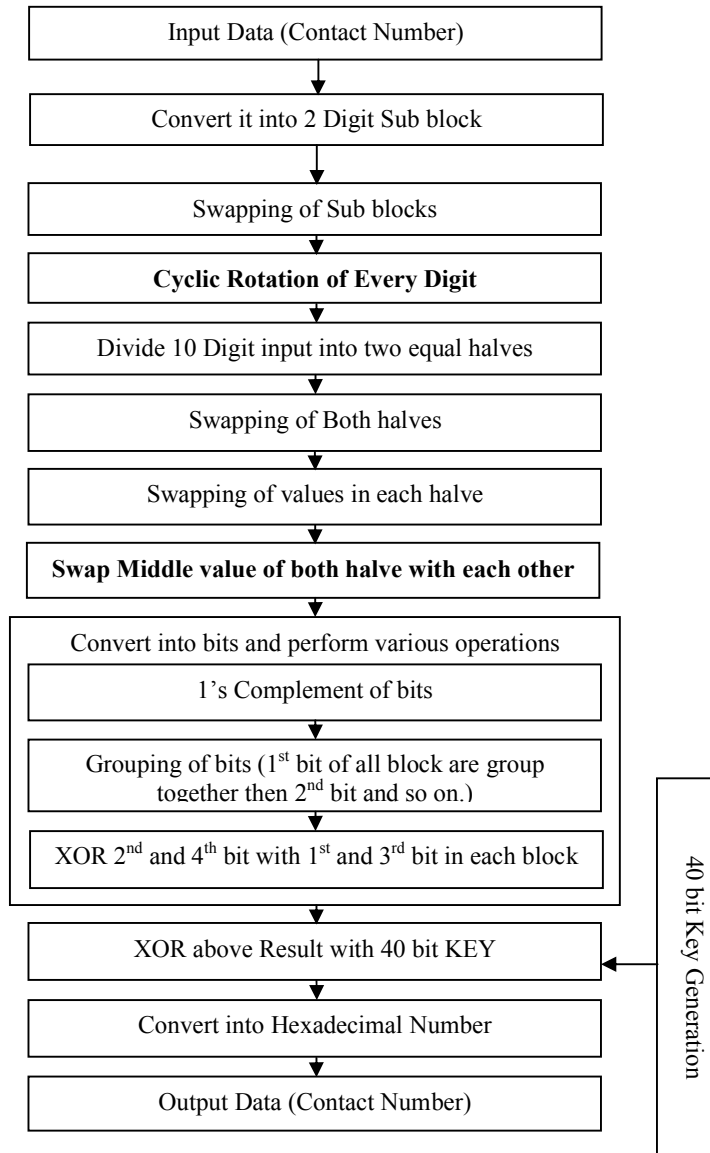 Input Data (Contact Number)
Convert it into 2 Digit Sub block
Swapping of Sub blocks
Cyclic Rotation of Every Digit
Divide 10 Digit input into two equal halves
Swapping of Both halves
Swapping of values in each halve
Swap Middle value of both halve with each other
Convert into bits and perform various operations
1’s Complement of bits
Grouping of bits (1st bit of all block are group
together then 2nd bit and so on.)
XOR 2nd and 4th bit with 1st and 3rd bit in each block
XOR above Result with 40 bit KEY
Convert into Hexadecimal Number
Output Data (Contact Number)
40 bit Key Generation